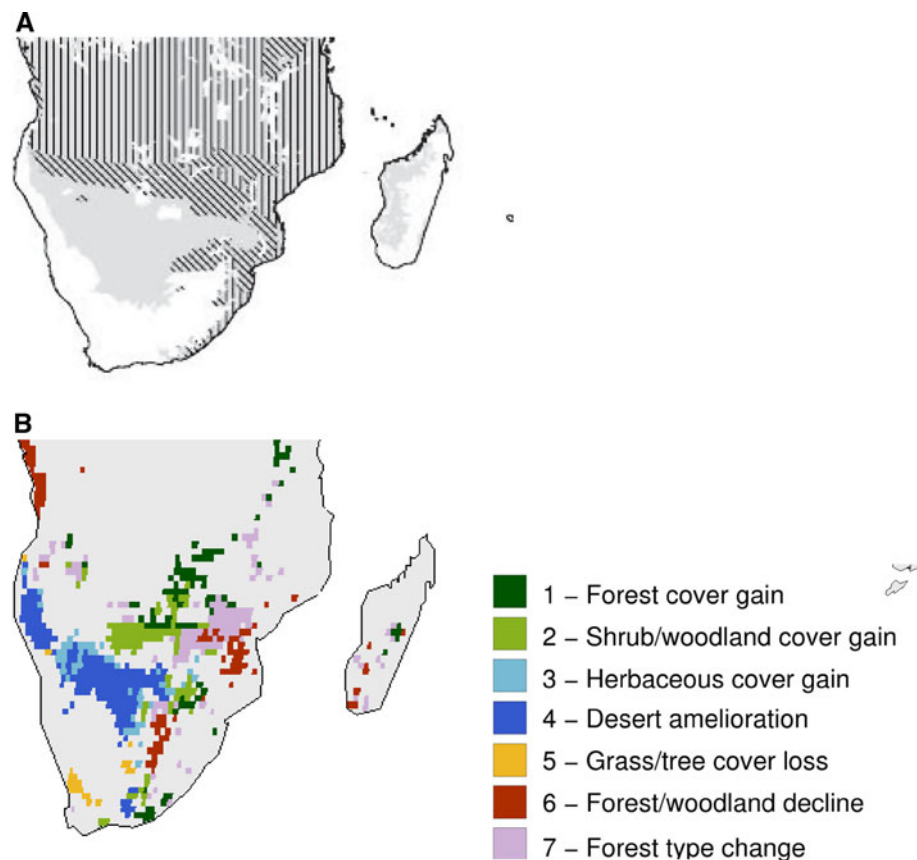 A
B
1 – Forest cover gain
2 – Shrub/woodland cover gain
3 – Herbaceous cover gain
4 – Desert amelioration
5 – Grass/tree cover loss
6 – Forest/woodland decline
7 – Forest type change